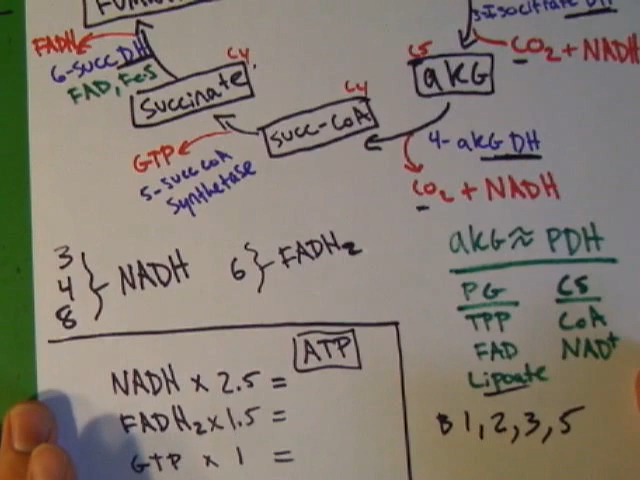 3-Isocitrate DH
FADH
CO2 + NADH
6-succ DH
FAD, FeS
C4
Succinate
C5
αKG
C4
Succ-CoA
4-αKG DH
GTP
5-succ CoA
Synthetase
CO2 + NADH
αKG ≈ PDH
3
4
8
} NADH
6 } FADH2
PG CS
TPP CoA
FAD NAD+
Lipoate
B 1, 2, 3, 5
ATP
NADH x 2.5 =
FADH2 x 1.5 =
GTP x 1 =